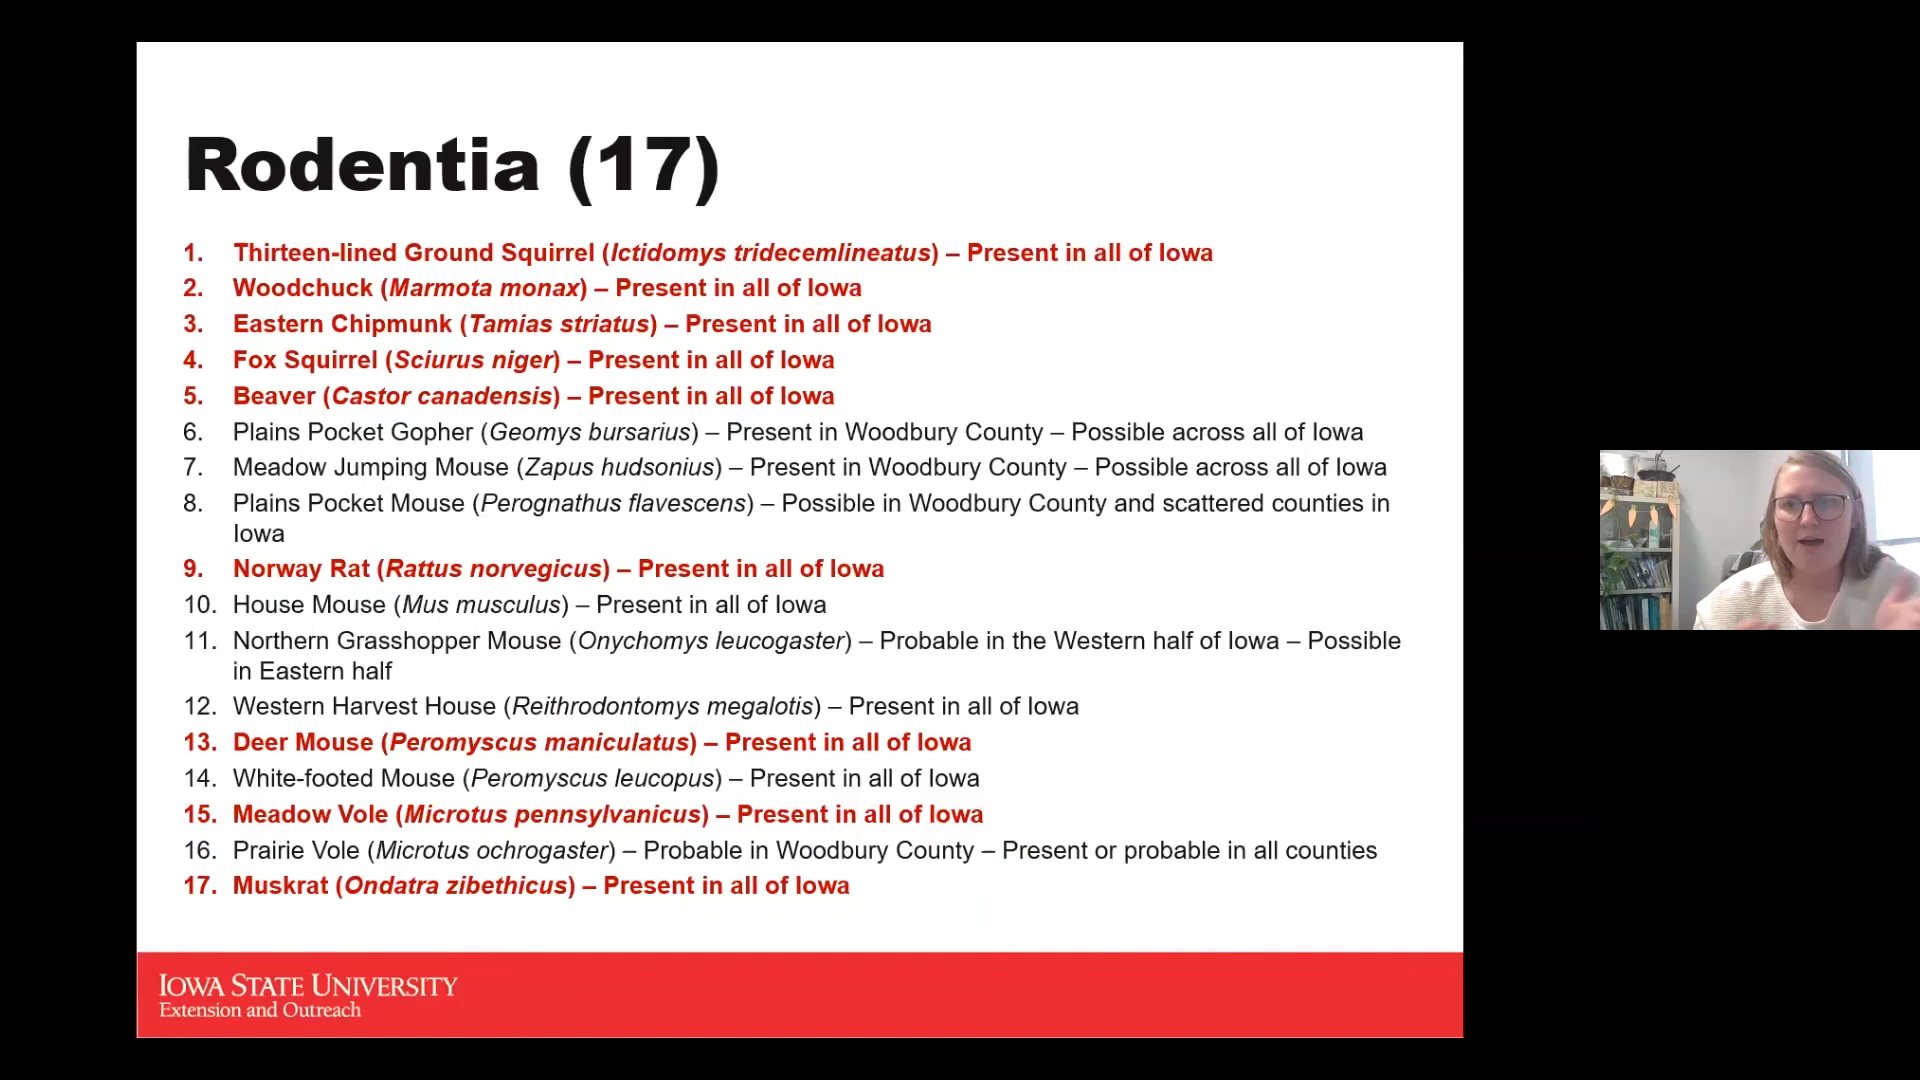 Rodentia (17)
1. Thirteen-lined Ground Squirrel (Ictidomys tridecemlineatus) – Present in all of Iowa
2. Woodchuck (Marmota monax) – Present in all of Iowa
3. Eastern Chipmunk (Tamias striatus) – Present in all of Iowa
4. Fox Squirrel (Sciurus niger) – Present in all of Iowa
5. Beaver (Castor canadensis) – Present in all of Iowa
6. Plains Pocket Gopher (Geomys bursarius) – Present in Woodbury County – Possible across all of Iowa
7. Meadow Jumping Mouse (Zapus hudsonius) – Present in Woodbury County – Possible across all of Iowa
8. Plains Pocket Mouse (Perognathus flavescens) – Possible in Woodbury County and scattered counties in
Iowa
9. Norway Rat (Rattus norvegicus) – Present in all of Iowa
10. House Mouse (Mus musculus) – Present in all of Iowa
11. Northern Grasshopper Mouse (Onychomys leucogaster) – Probable in the Western half of Iowa – Possible
in Eastern half
12. Western Harvest House (Reithrodontomys megalotis) – Present in all of Iowa
13. Deer Mouse (Peromyscus maniculatus) – Present in all of Iowa
14. White-footed Mouse (Peromyscus leucopus) – Present in all of Iowa
15. Meadow Vole (Microtus pennsylvanicus) – Present in all of Iowa
16. Prairie Vole (Microtus ochrogaster) – Probable in Woodbury County – Present or probable in all counties
17. Muskrat (Ondatra zibethicus) – Present in all of Iowa
IOWA STATE UNIVERSITY
Extension and Outreach